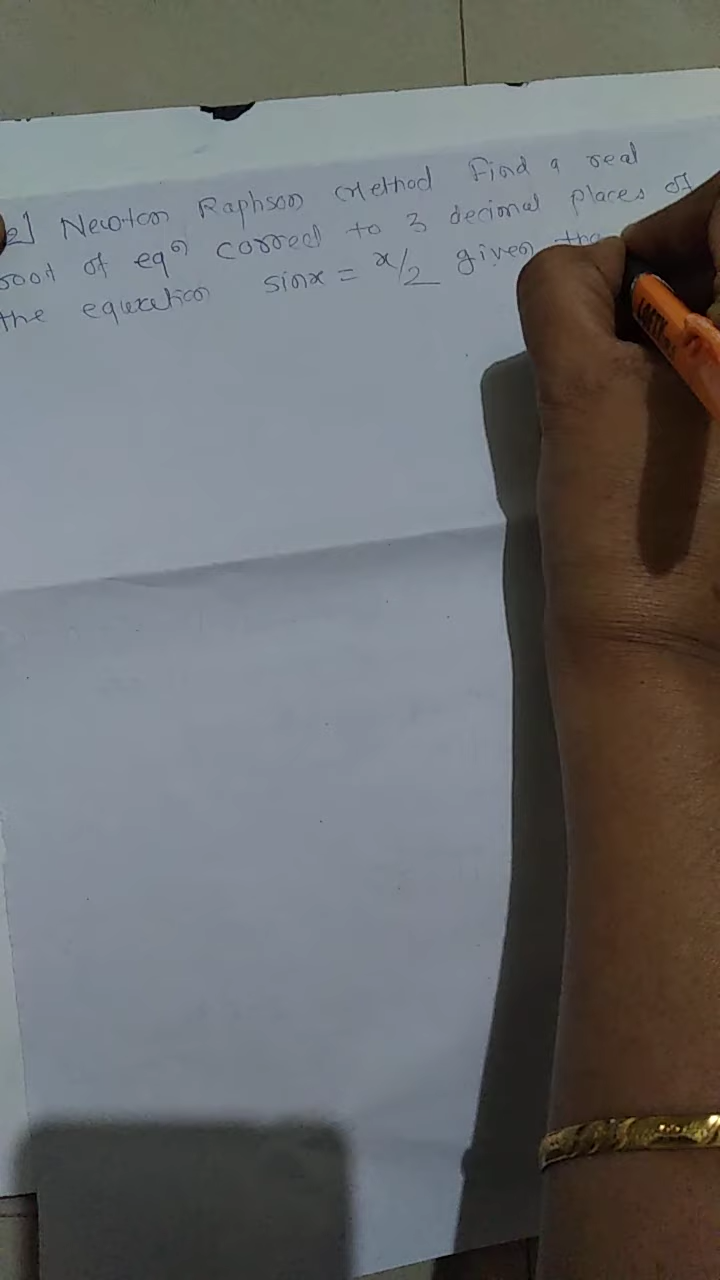 2] Newton Raphson Method Find a real
root of eqn correct to 3 decimal places of
the equation sinx = x/2 given tha